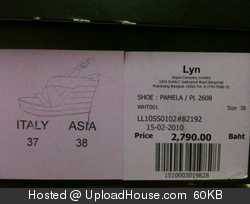 Lyn
SHOE : PAMELA / PL 2608
WHT001
Size 38
LL10SS0102#82192
15-02-2010
Price 2,790.00 Baht
ITALY ASIA
37 38
Hosted @ UploadHouse.com 60KB